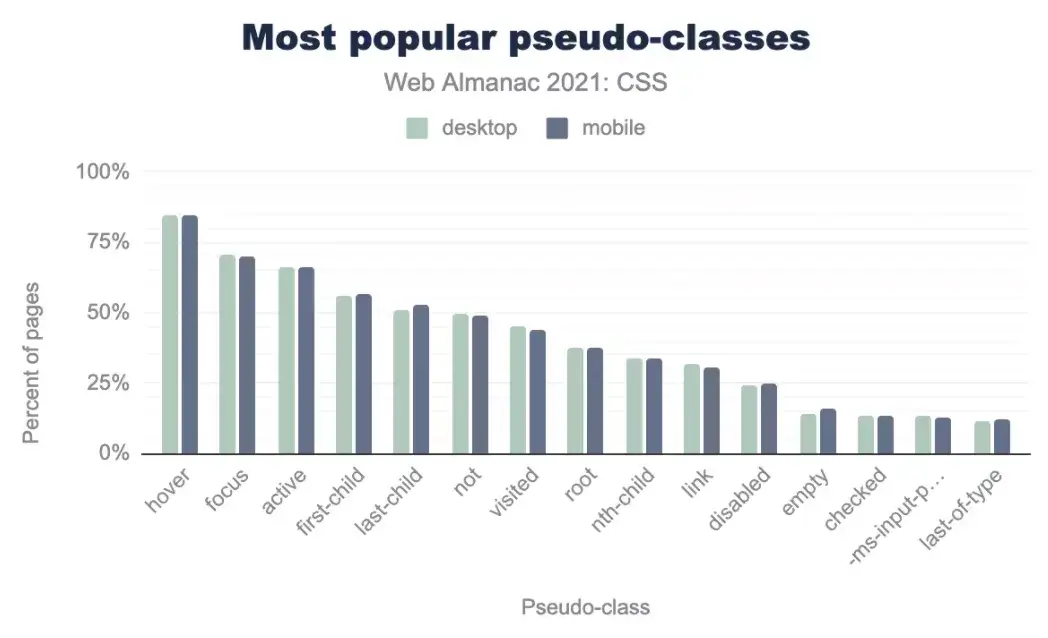 Most popular pseudo-classes
Web Almanac 2021: CSS
desktop
mobile
100%
75%
50%
25%
0%
Percent of pages
hover
focus
active
first-child
last-child
not
visited
root
nth-child
link
disabled
empty
checked
-ms-input-p…
last-of-type
Pseudo-class